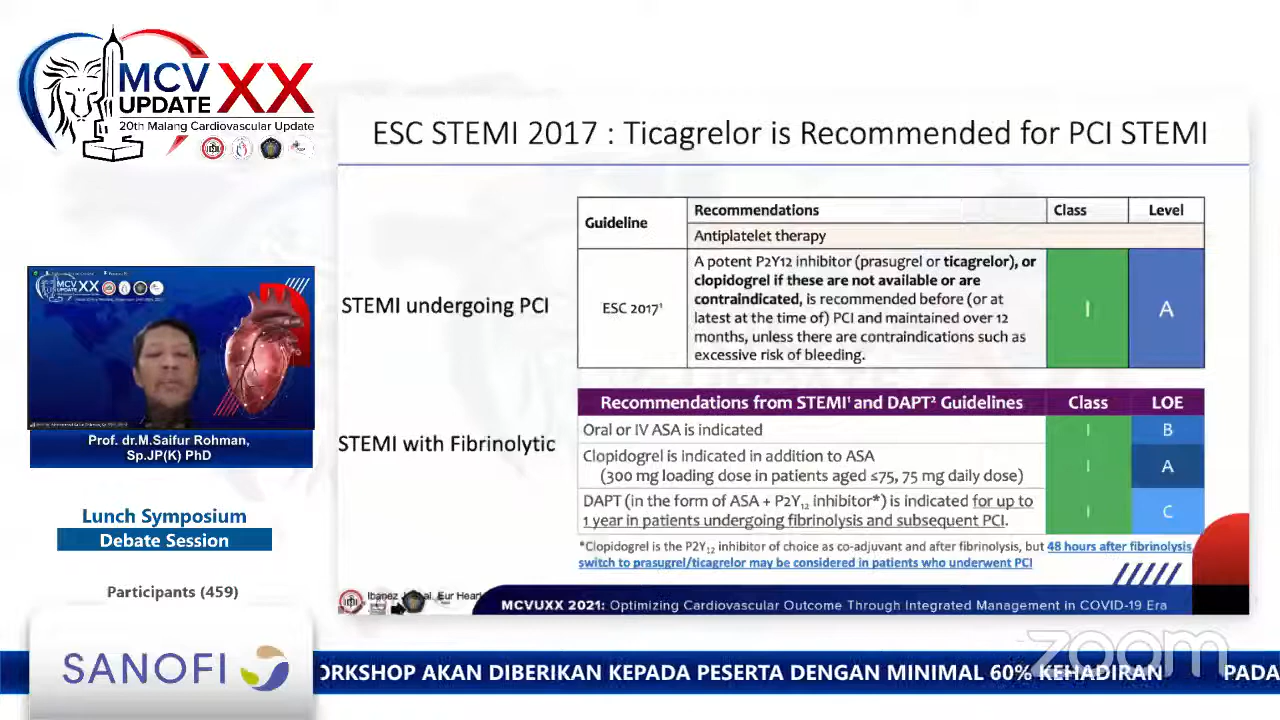 MCV
UPDATE
XX
20th Malang Cardiovascular Update
ESC STEMI 2017 : Ticagrelor is Recommended for PCI STEMI
Guideline
Recommendations
Class
Level
Antiplatelet therapy
STEMI undergoing PCI
ESC 2017¹
A potent P2Y12 inhibitor (prasugrel or ticagrelor), or
clopidogrel if these are not available or are
contraindicated, is recommended before (or at
latest at the time of) PCI and maintained over 12
months, unless there are contraindications such as
excessive risk of bleeding.
I
A
STEMI with Fibrinolytic
Recommendations from STEMI¹ and DAPT² Guidelines
Class
LOE
Oral or IV ASA is indicated
I
B
Clopidogrel is indicated in addition to ASA
(300 mg loading dose in patients aged ≤75, 75 mg daily dose)
I
A
DAPT (in the form of ASA + P2Y₁₂ inhibitor*) is indicated for up to
1 year in patients undergoing fibrinolysis and subsequent PCI.
I
C
*Clopidogrel is the P2Y₁₂ inhibitor of choice as co-adjuvant and after fibrinolysis, but 48 hours after fibrinolysis,
switch to prasugrel/ticagrelor may be considered in patients who underwent PCI
Ibanez al. Eur Heart
MCVUXX 2021: Optimizing Cardiovascular Outcome Through Integrated Management in COVID-19 Era
MCV
UPDATE
XX
Prof. dr.M.Saifur Rohman,
Sp.JP(K) PhD
Lunch Symposium
Debate Session
Participants (459)
SANOFI
zoom
ORKSHOP AKAN DIBERIKAN KEPADA PESERTA DENGAN MINIMAL 60% KEHADIRAN PADA